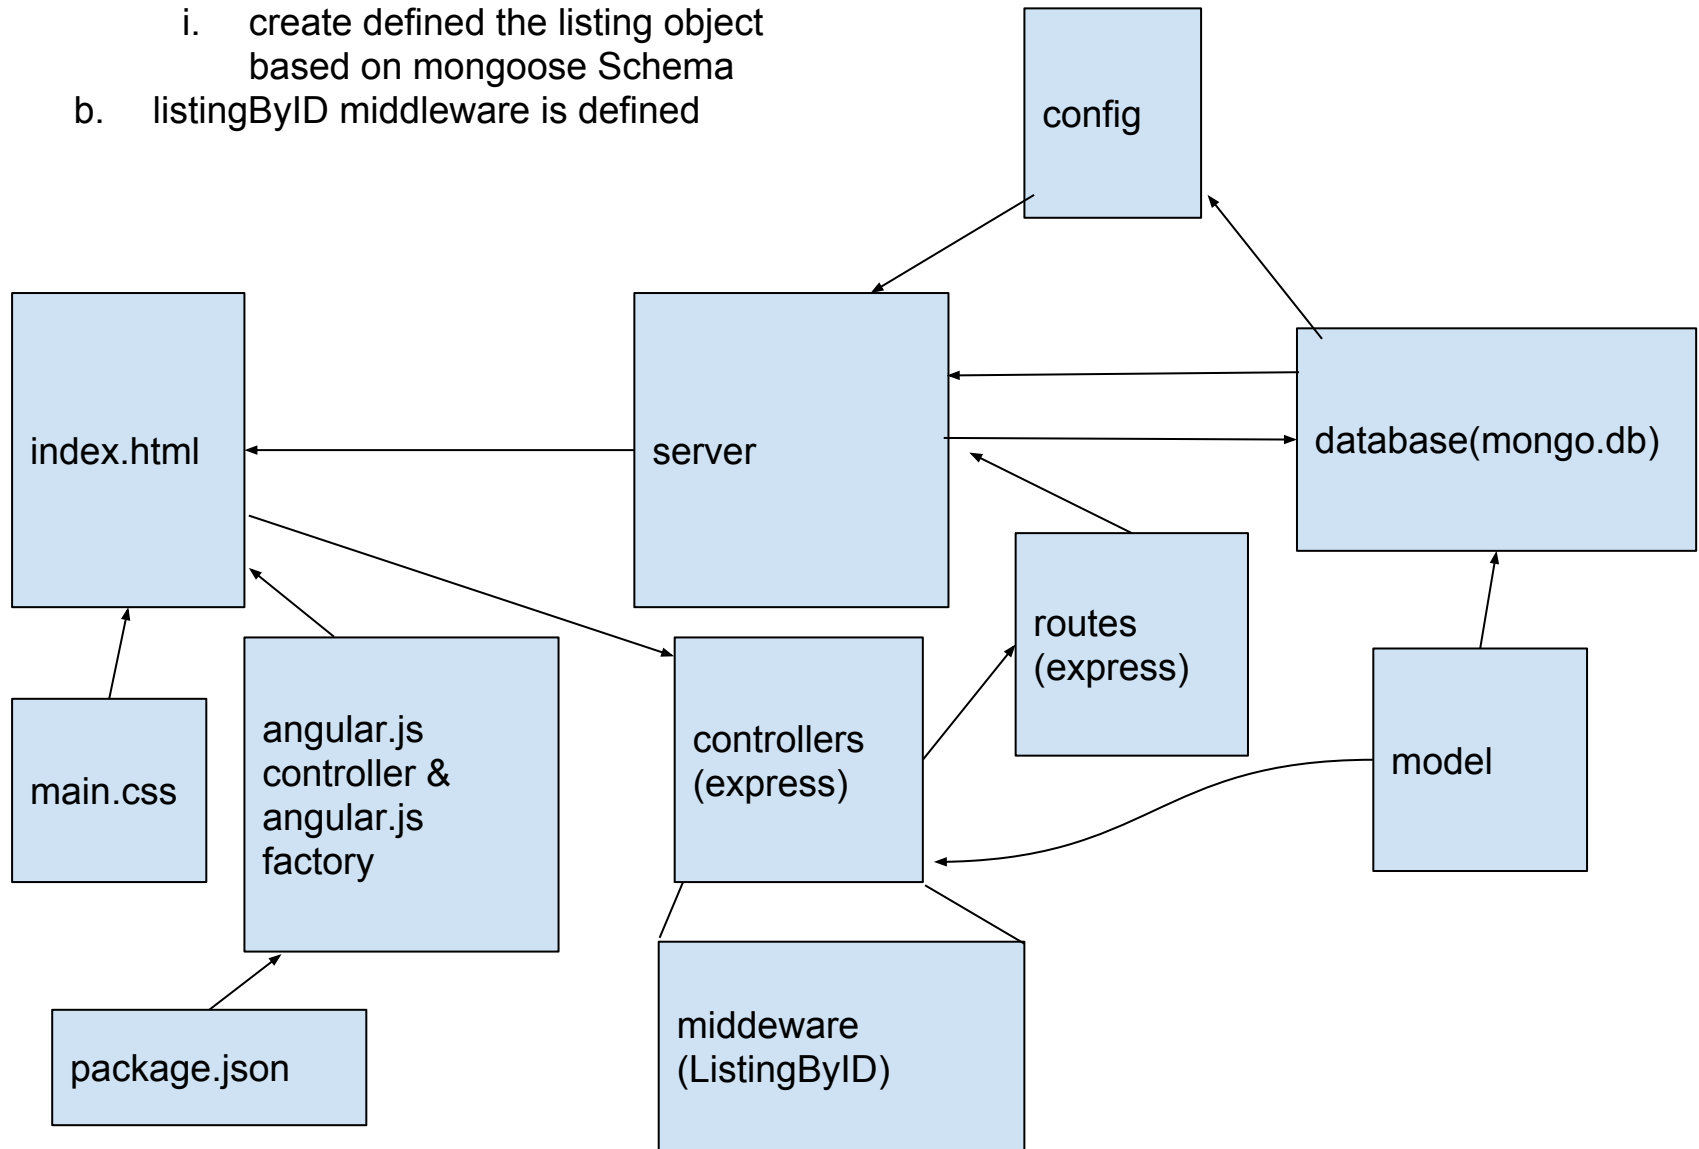 i. create defined the listing object
based on mongoose Schema
b. listingByID middleware is defined
config
index.html
server
database(mongo.db)
routes
(express)
main.css
angular.js
controller &
angular.js
factory
controllers
(express)
model
package.json
middeware
(ListingByID)